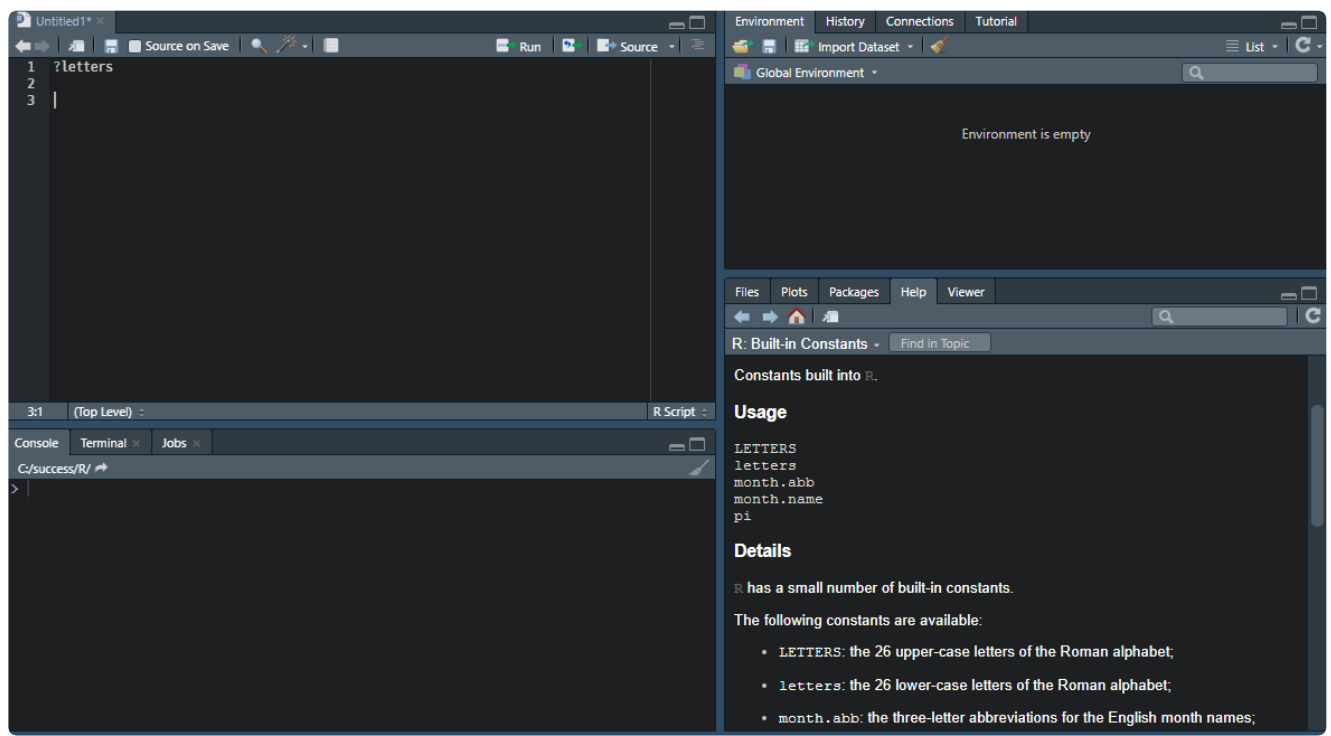 Untitled1*
Source on Save Run Source
1 ?letters
2
3
3:1 (Top Level) R Script
Console Terminal Jobs
C:/success/R/
>
Environment History Connections Tutorial
Import Dataset List
Global Environment
Environment is empty
Files Plots Packages Help Viewer
R: Built-in Constants Find in Topic
Constants built into R.
Usage
LETTERS
letters
month.abb
month.name
pi
Details
R has a small number of built-in constants.
The following constants are available:
• LETTERS: the 26 upper-case letters of the Roman alphabet;
• letters: the 26 lower-case letters of the Roman alphabet;
• month.abb: the three-letter abbreviations for the English month names;